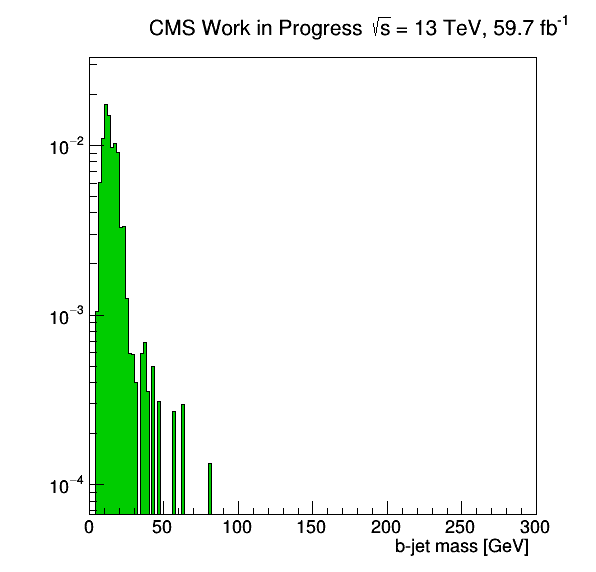 CMS Work in Progress √s = 13 TeV, 59.7 fb⁻¹
10⁻²
10⁻³
10⁻⁴
0 50 100 150 200 250 300
b-jet mass [GeV]